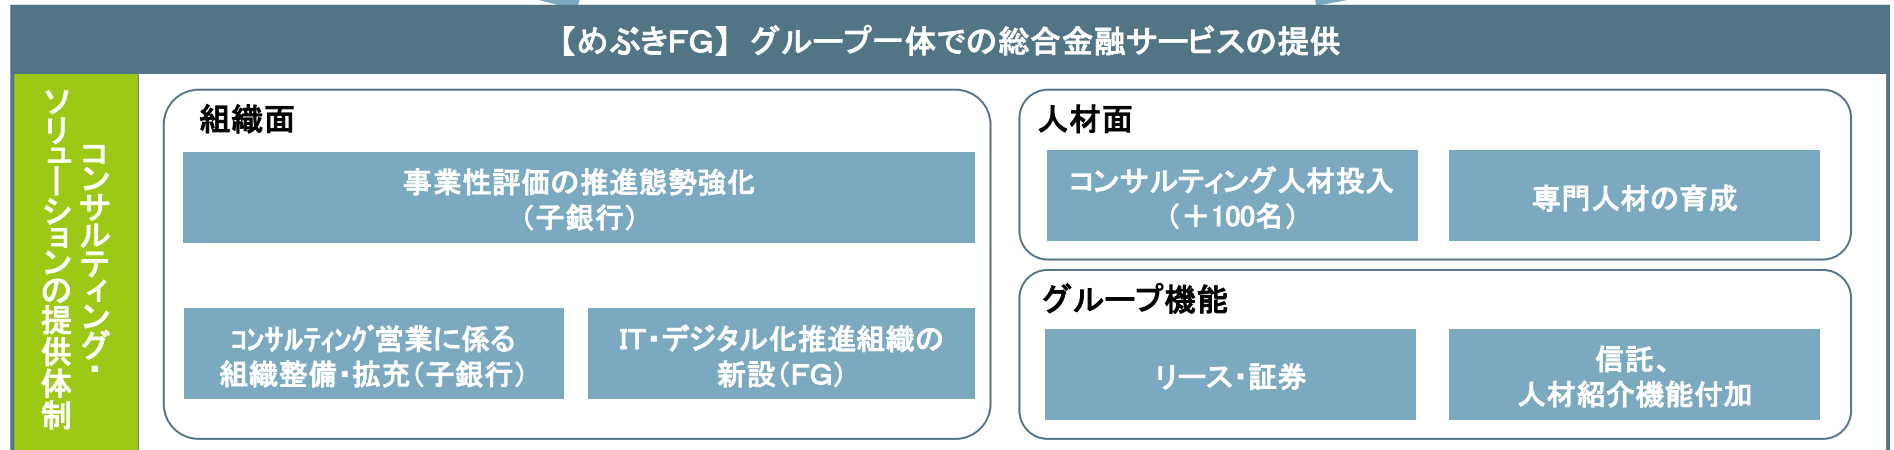 【めぶきFG】 グループ一体での総合金融サービスの提供
コンサルティング・
ソリューションの提供体制
組織面
事業性評価の推進態勢強化
（子銀行）
ｺﾝｻﾙﾃｨﾝｸﾞ営業に係る
組織整備・拡充（子銀行）
IT・デジタル化推進組織の
新設（FG）
人材面
コンサルティング人材投入
（＋100名）
専門人材の育成
グループ機能
リース・証券
信託、
人材紹介機能付加